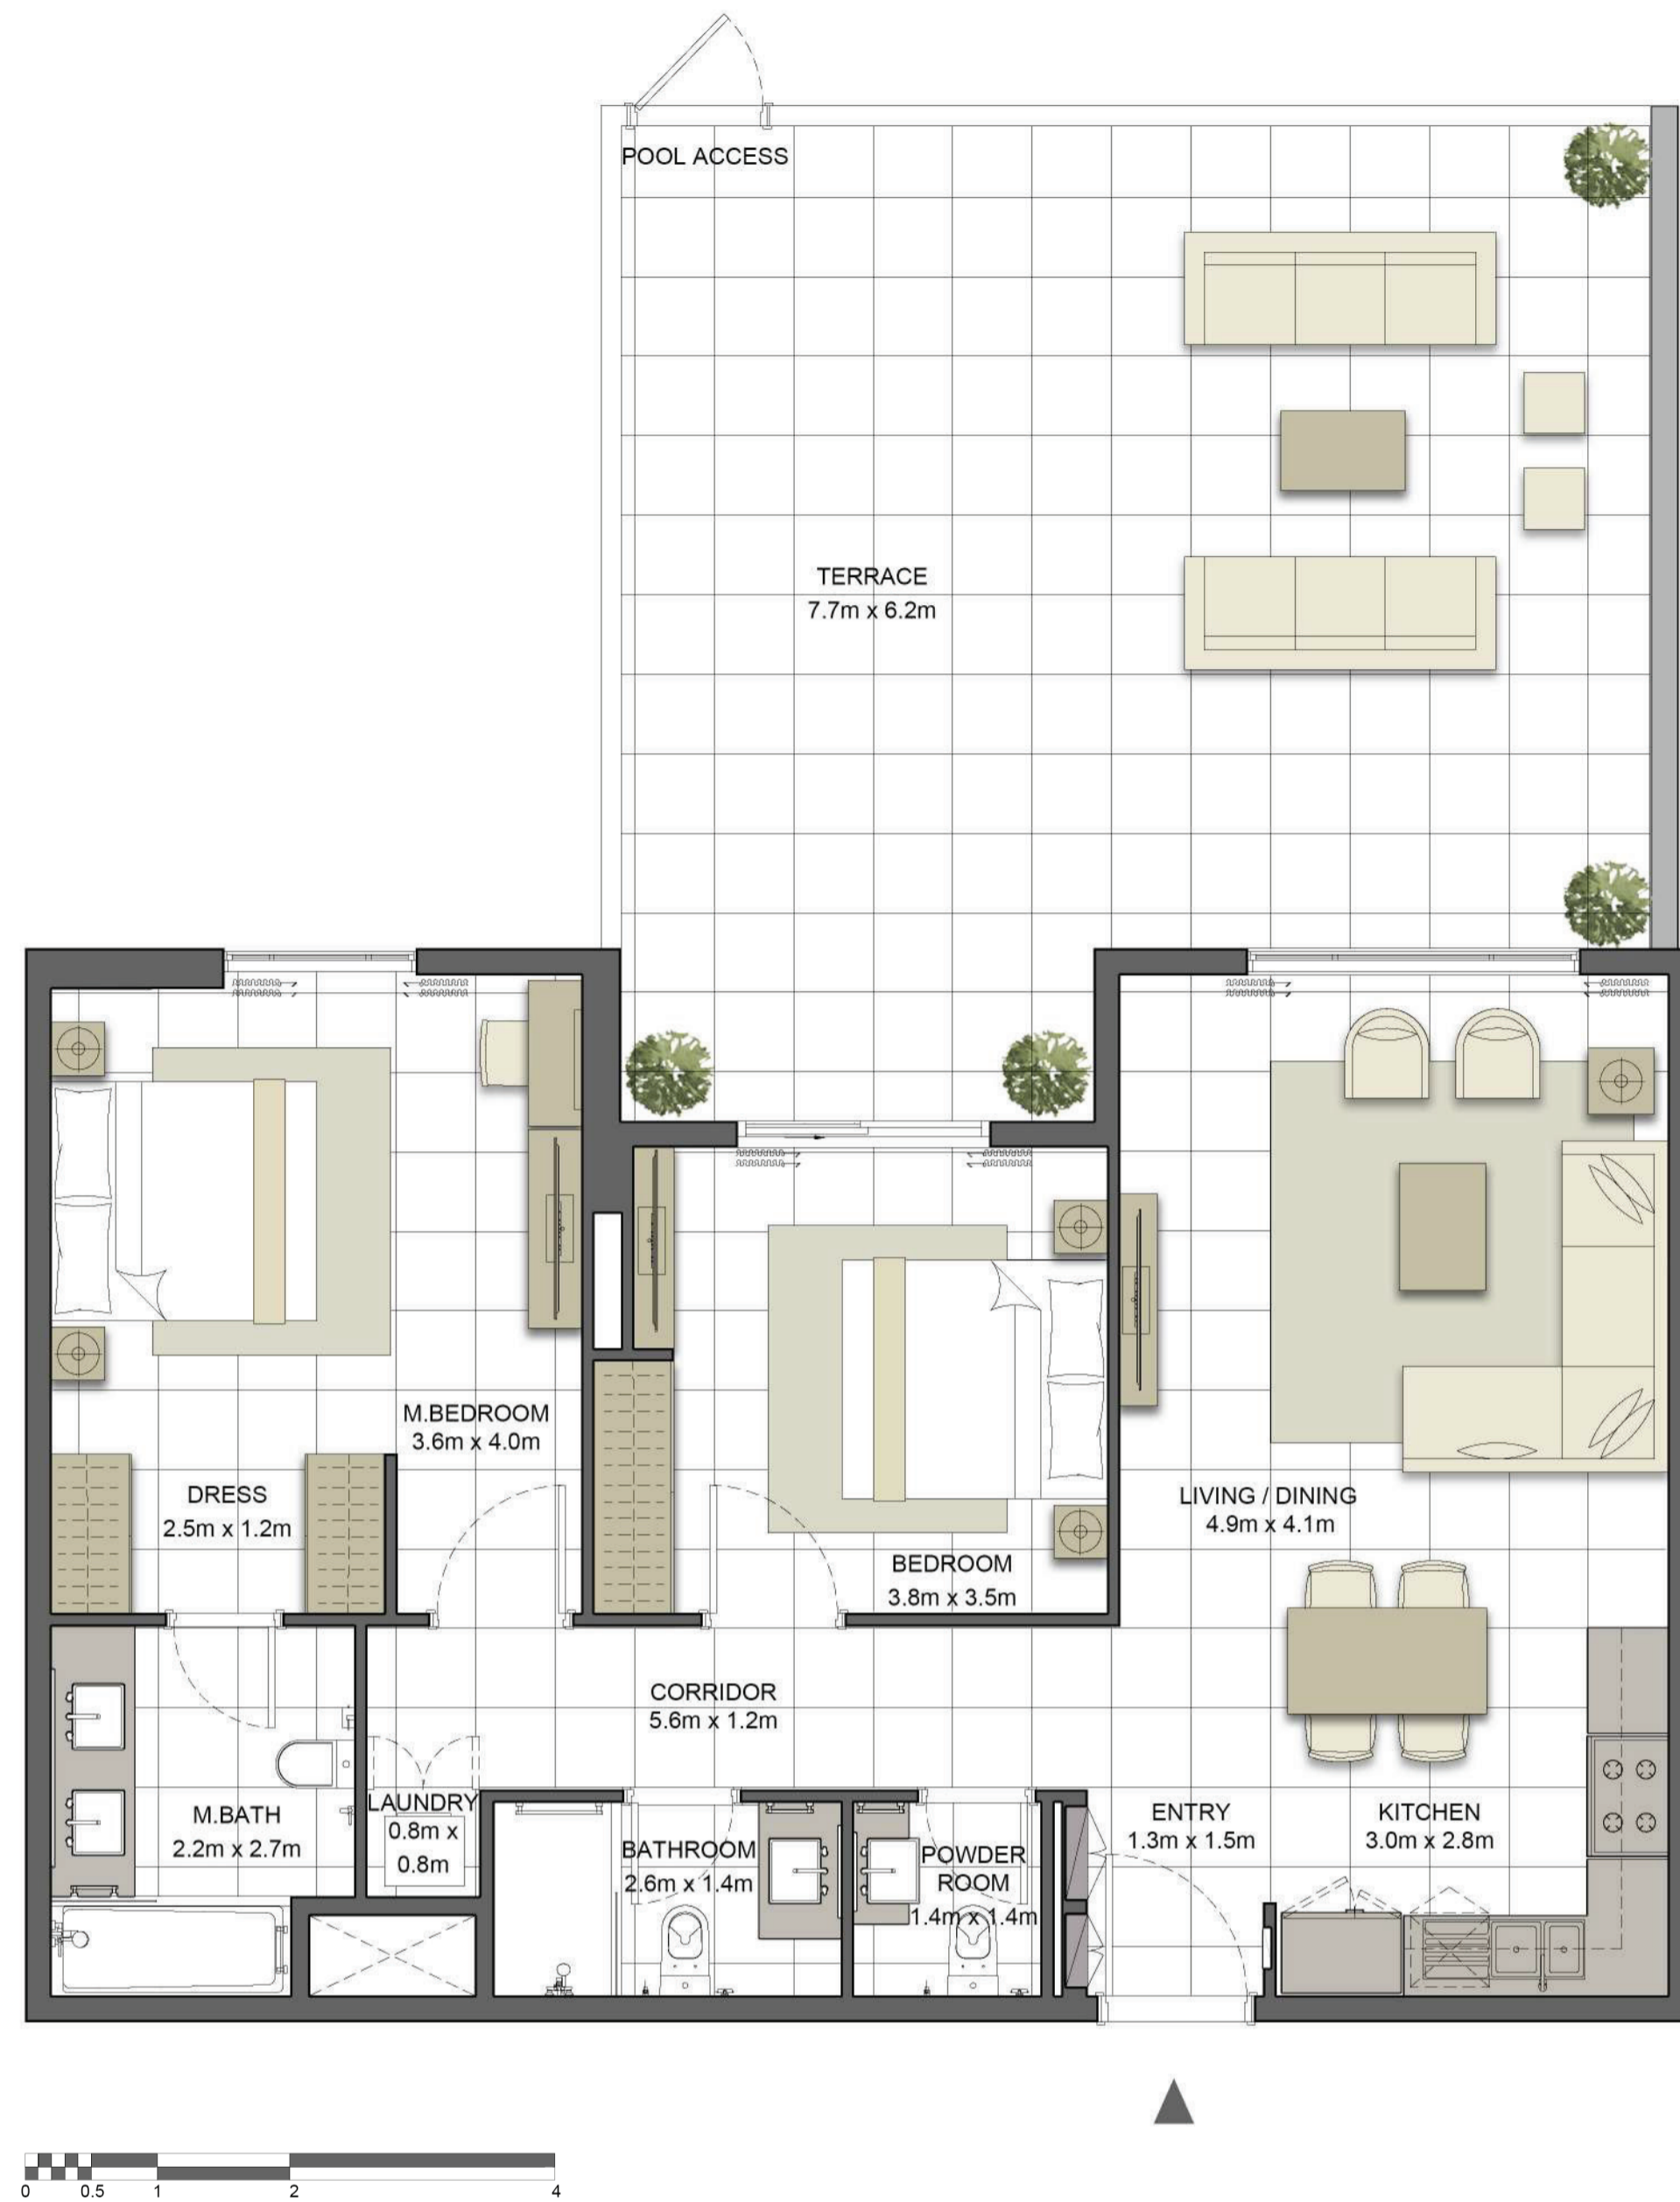 POOL ACCESS
TERRACE
7.7m x 6.2m
M.BEDROOM
3.6m x 4.0m
DRESS
2.5m x 1.2m
LIVING / DINING
4.9m x 4.1m
BEDROOM
3.8m x 3.5m
CORRIDOR
5.6m x 1.2m
M.BATH
2.2m x 2.7m
LAUNDRY
0.8m x
0.8m
BATHROOM
2.6m x 1.4m
POWDER
ROOM
1.4m x 1.4m
ENTRY
1.3m x 1.5m
KITCHEN
3.0m x 2.8m
0 0.5 1 2 4